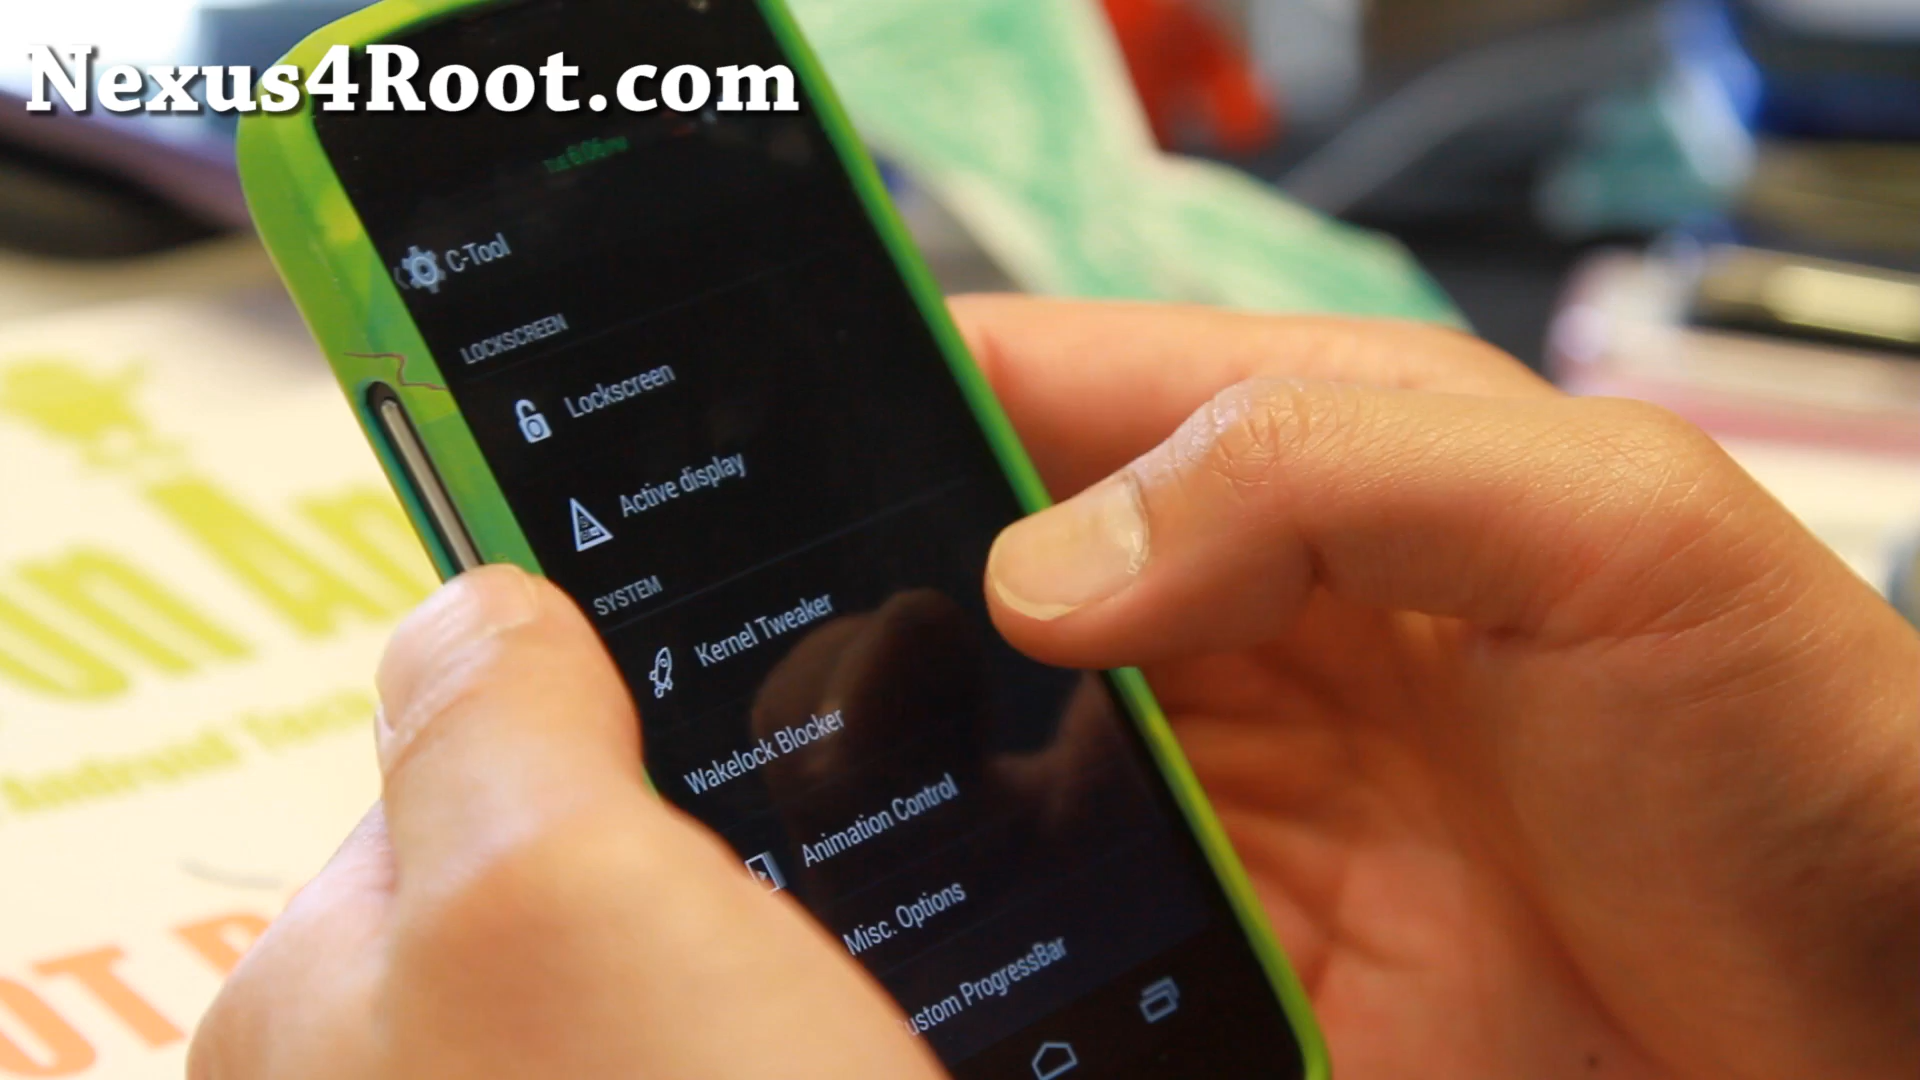 Nexus4Root.com
C-Tool
LOCKSCREEN
Lockscreen
Active display
SYSTEM
Kernel Tweaker
Wakelock Blocker
Animation Control
Misc. Options
ustom ProgressBar